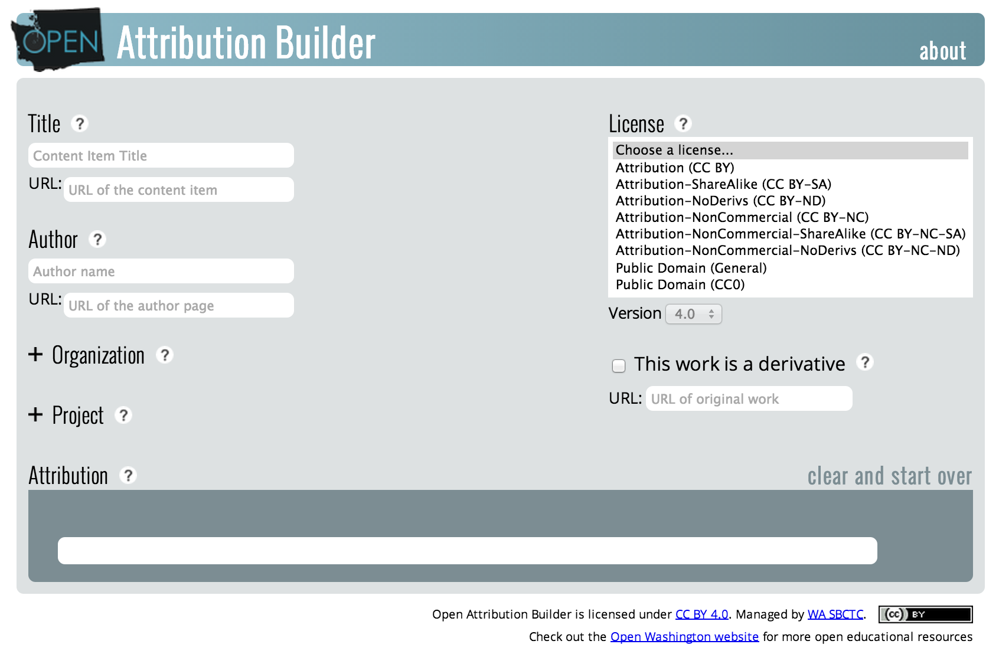 OPEN
Attribution Builder
about
Title ?
Content Item Title
URL: URL of the content item
Author ?
Author name
URL: URL of the author page
+ Organization ?
+ Project ?
License ?
Choose a license...
Attribution (CC BY)
Attribution-ShareAlike (CC BY-SA)
Attribution-NoDerivs (CC BY-ND)
Attribution-NonCommercial (CC BY-NC)
Attribution-NonCommercial-ShareAlike (CC BY-NC-SA)
Attribution-NonCommercial-NoDerivs (CC BY-NC-ND)
Public Domain (General)
Public Domain (CC0)
Version 4.0
This work is a derivative ?
URL: URL of original work
Attribution ?
clear and start over
Open Attribution Builder is licensed under CC BY 4.0. Managed by WA SBCTC.
cc BY
Check out the Open Washington website for more open educational resources